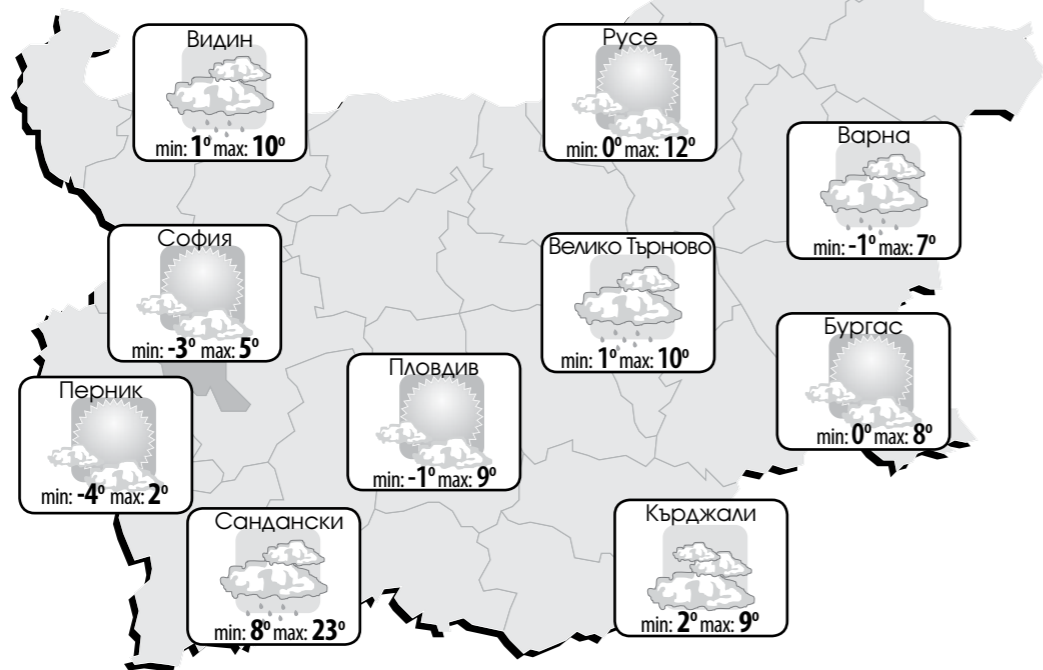 Видин
min: 1° max: 10°
Русе
min: 0° max: 12°
Варна
min: -1° max: 7°
София
min: -3° max: 5°
Велико Търново
min: 1° max: 10°
Бургас
min: 0° max: 8°
Пловдив
min: -1° max: 9°
Перник
min: -4° max: 2°
Сандански
min: 8° max: 23°
Кърджали
min: 2° max: 9°